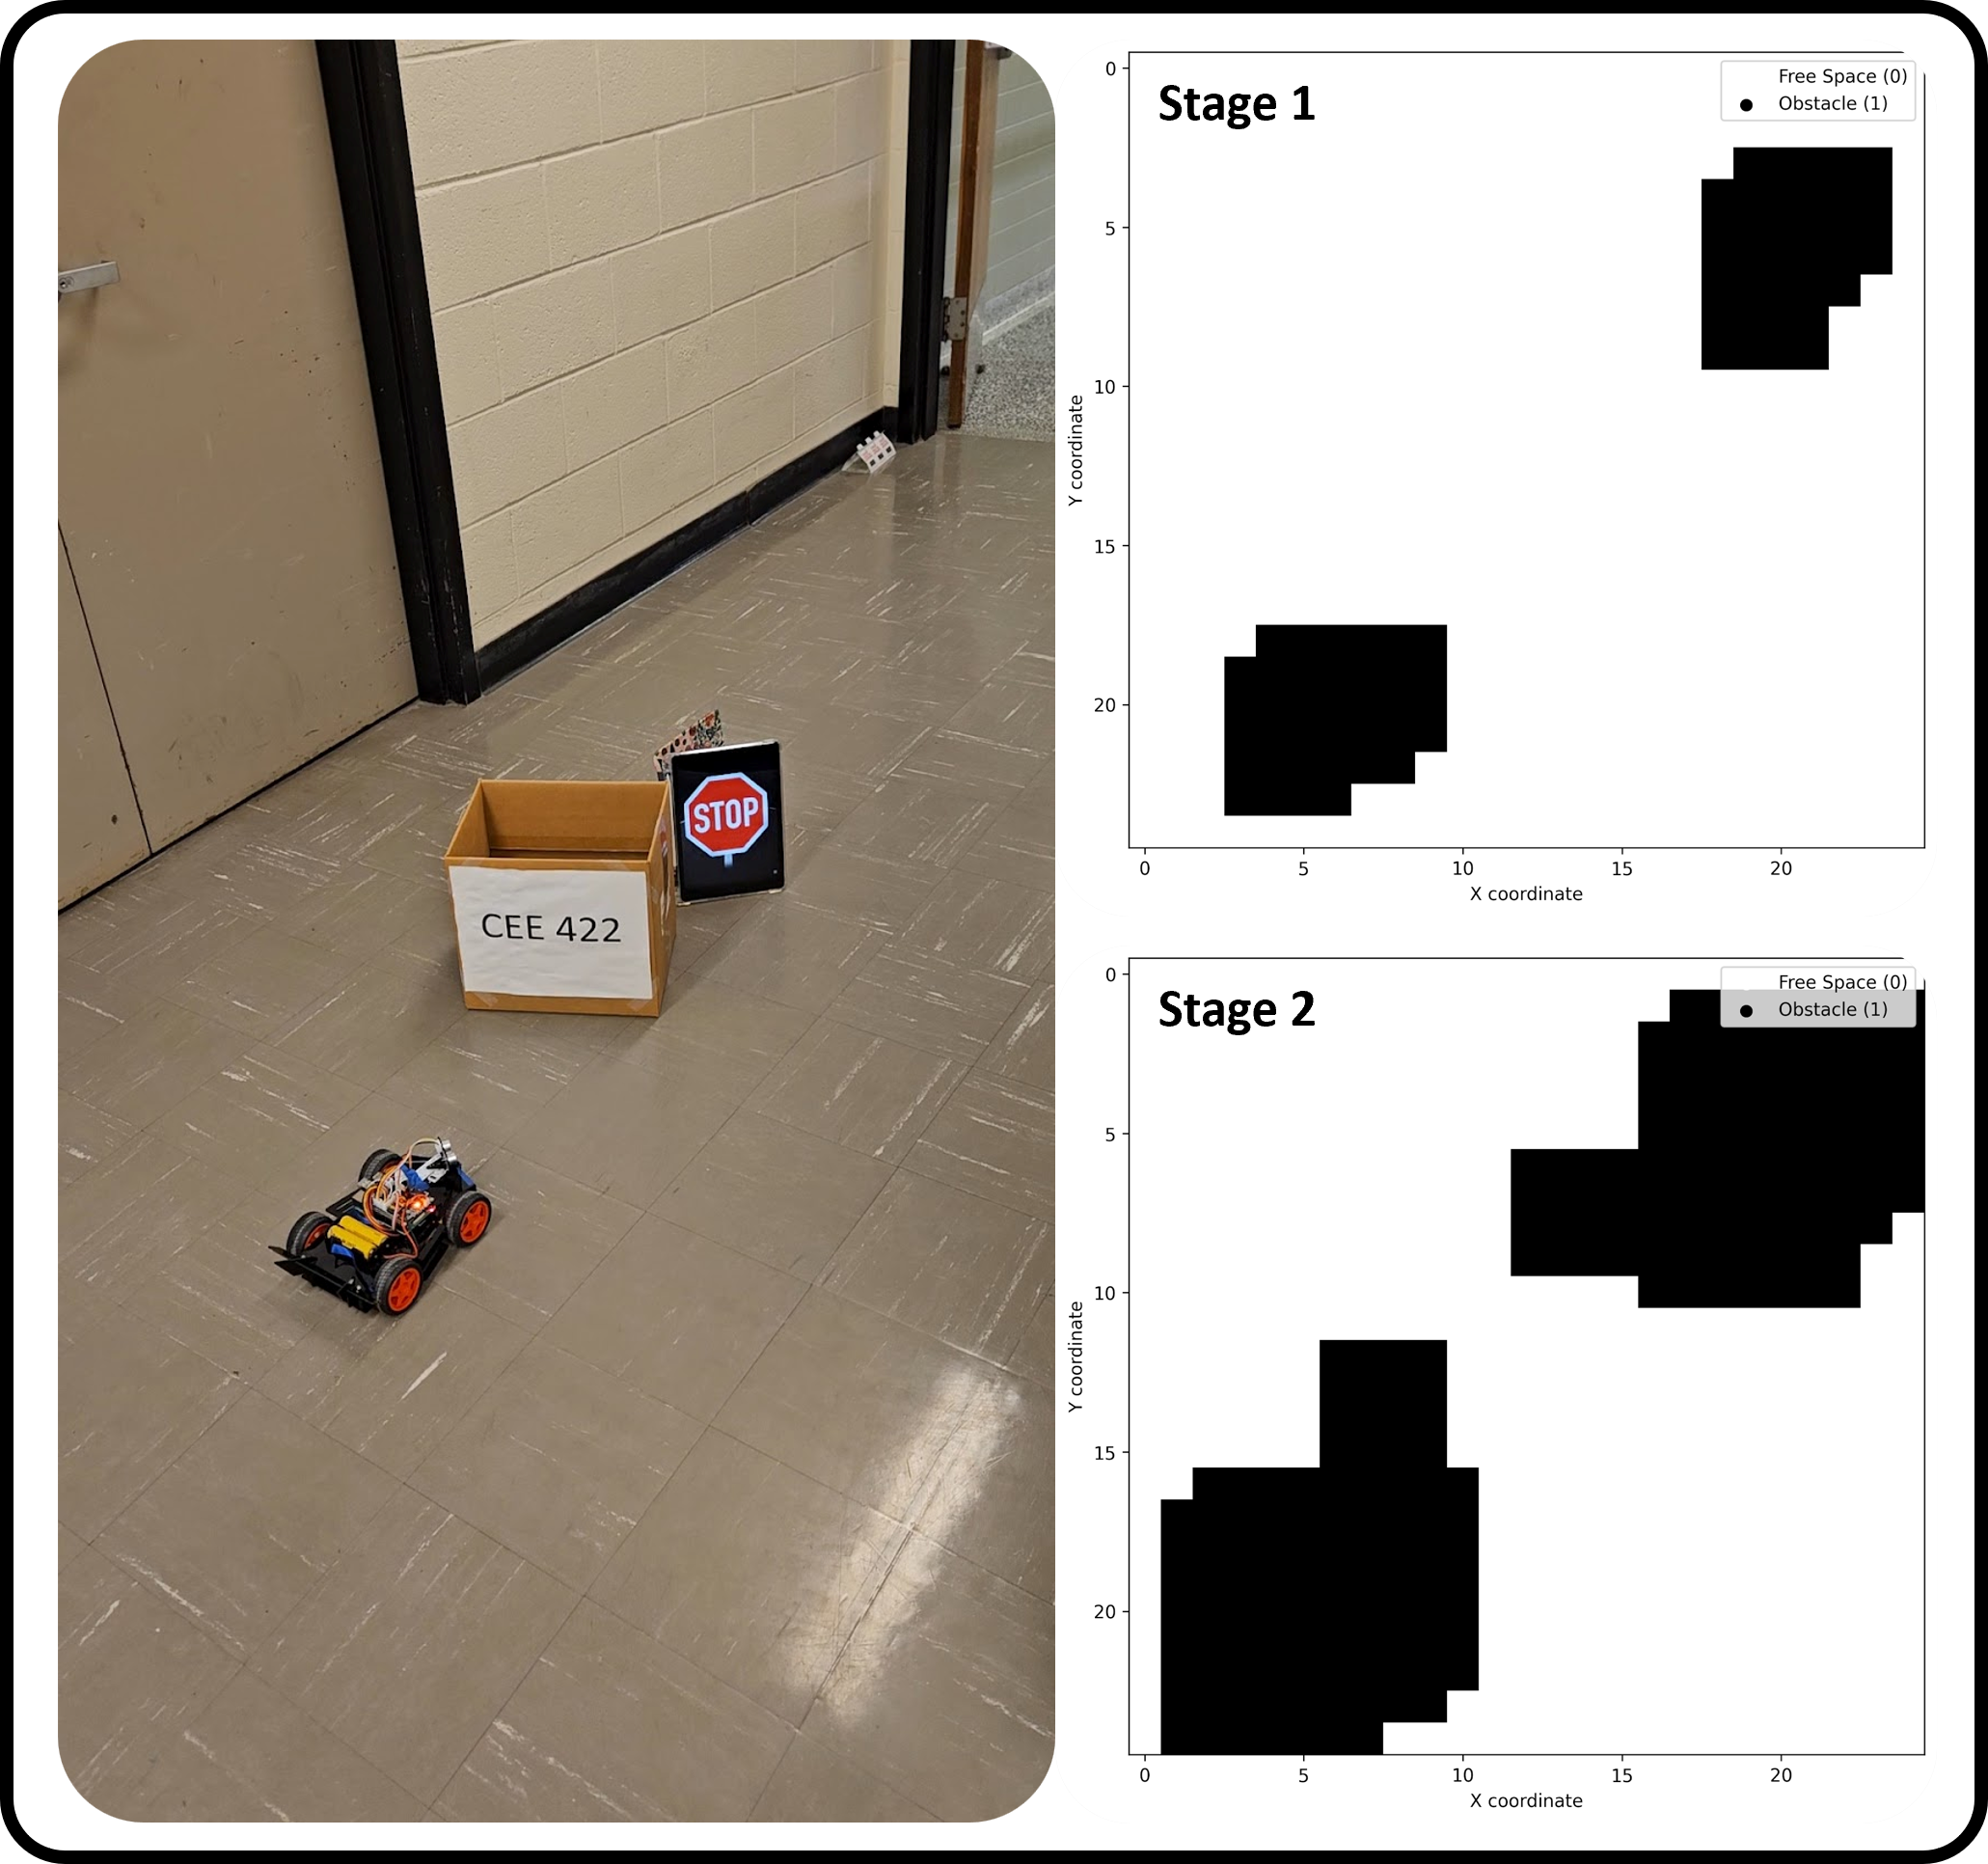 STOP
CEE 422
Stage 1
Free Space (0)
Obstacle (1)
0
5
10
15
20
Y coordinate
0 5 10 15 20
X coordinate
Stage 2
Free Space (0)
Obstacle (1)
0
5
10
15
20
Y coordinate
0 5 10 15 20
X coordinate